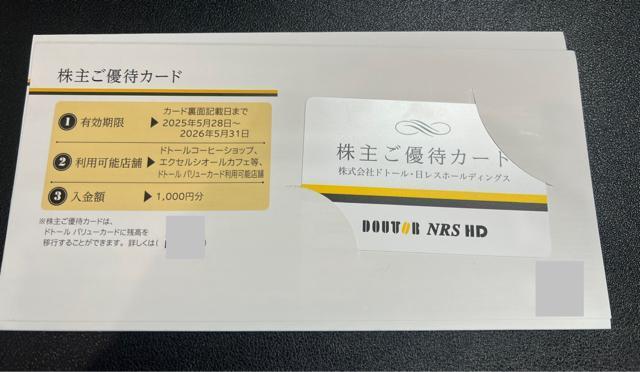 株主ご優待カード
1 有効期限 ▶ カード裏面記載日まで
2025年5月28日～
2026年5月31日
2 利用可能店舗 ▶ ドトールコーヒーショップ、
エクセルシオールカフェ等、
ドトール バリューカード利用可能店舗
3 入金額 ▶ 1,000円分
※株主ご優待カードは、
ドトール バリューカードに残高を
移行することができます。詳しくは(
)
株主ご優待カード
株式会社ドトール・日レスホールディングス
DOUTOR NRS HD